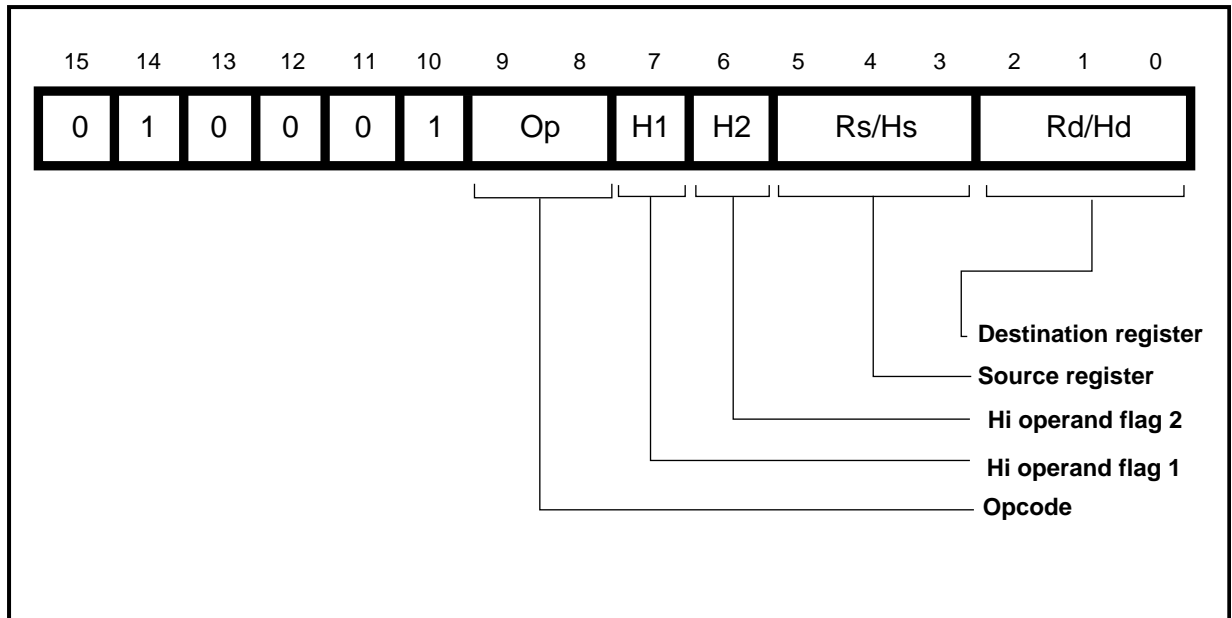 15 14 13 12 11 10 9 8 7 6 5 4 3 2 1 0
0 1 0 0 0 1 Op H1 H2 Rs/Hs Rd/Hd
Destination register
Source register
Hi operand flag 2
Hi operand flag 1
Opcode